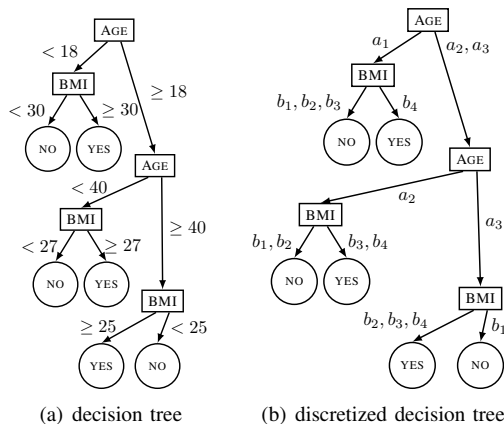 AGE
AGE
< 18
a₁
a₂, a₃
BMI
BMI
< 30
≥ 30
≥ 18
b₁, b₂, b₃
b₄
NO
YES
NO
YES
AGE
AGE
< 40
a₂
BMI
≥ 40
BMI
a₃
< 27
≥ 27
b₁, b₂
b₃, b₄
NO
YES
NO
YES
BMI
BMI
≥ 25
< 25
b₂, b₃, b₄
b₁
YES
NO
YES
NO
(a) decision tree
(b) discretized decision tree